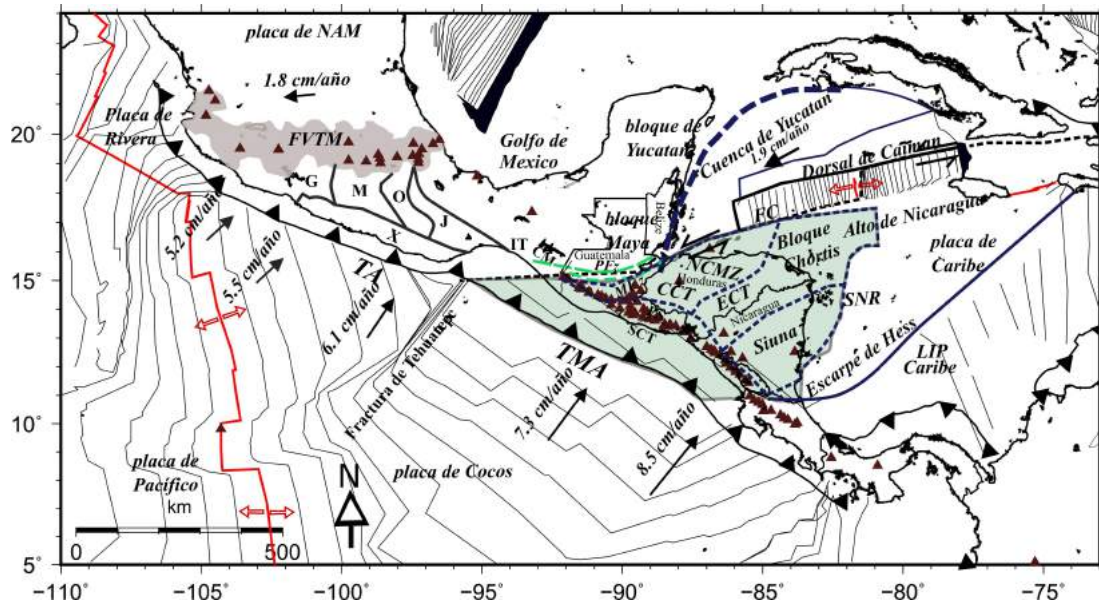 placa de NAM
1.8 cm/año
Placa de
Rivera
FVTM
Golfo de
Mexico
bloque de
Yucatan
Cuenca de Yucatan
1.9 cm/año
Dorsal de Caiman
FC
20°
G
M
O
J
X
IT
bloque
Maya
Belize
Guatemala
PF
Bloque
Chortis
Alto de Nicaragua
placa de
Caribe
5.2 cm/año
5.5 cm/año
6.1 cm/año
7.3 cm/año
8.5 cm/año
TA
TMA
15°
NCMZ
Honduras
CCT
ECT
Nicaragua
SCT
Siuna
SNR
Escarpe de Hess
LIP
Caribe
Fractura de Tehuatepc
10°
placa de
Pacífico
placa de Cocos
N
km
0
500
5°
−110°
−105°
−100°
−95°
−90°
−85°
−80°
−75°